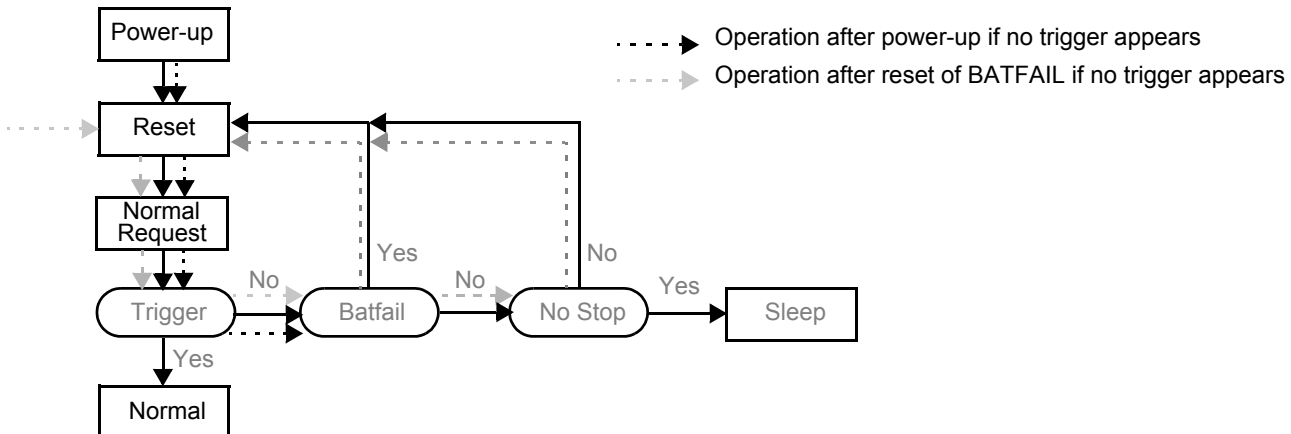 Power-up
Operation after power-up if no trigger appears
Operation after reset of BATFAIL if no trigger appears
Reset
Normal
Request
Yes
No
No
No
Yes
Trigger
Batfail
No Stop
Sleep
Yes
Normal